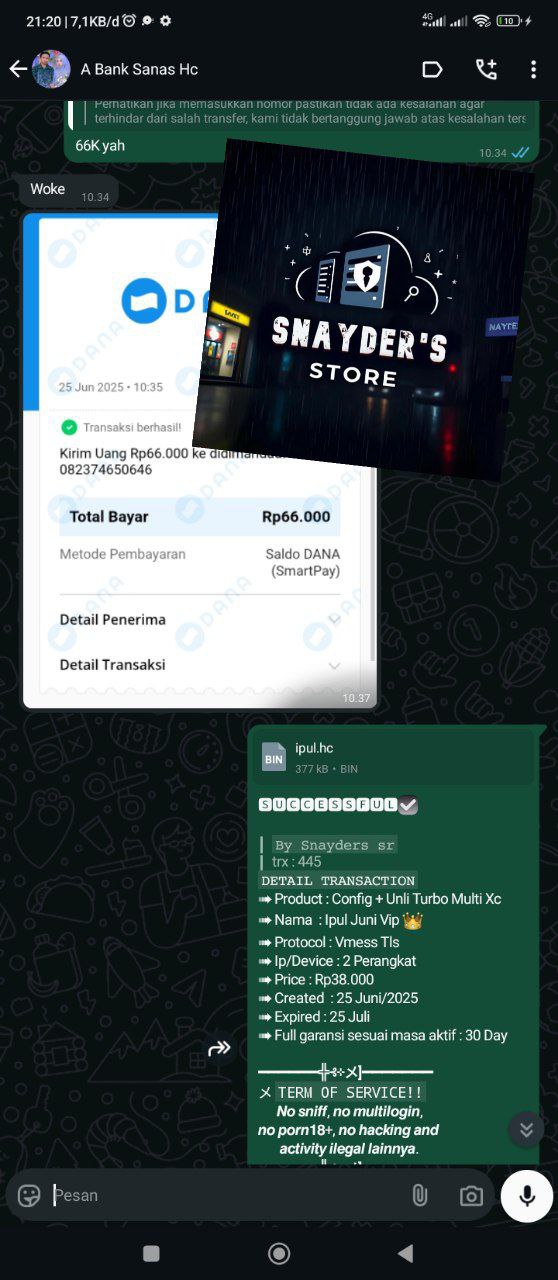 21:20 | 7,1KB/d
4G
10
A Bank Sanas Hc
Perhatikan jika memasukkan nomor pastikan tidak ada kesalahan agar
terhindar dari salah transfer, kami tidak bertanggung jawab atas kesalahan
66K yah
10.34
Woke
10.34
25 Jun 2025 • 10:35
SNAYDER'S
STORE
Transaksi berhasil!
Kirim Uang Rp66.000 ke
082374650646
Total Bayar Rp66.000
Metode Pembayaran Saldo DANA
(SmartPay)
Detail Penerima
Detail Transaksi
10.37
BIN
ipul.hc
377 kB • BIN
🆂🆄🅲🅲🅴🆂🆂🅵🆄🅻✅
By Snayders sr
trx : 445
DETAIL TRANSACTION
➠ Product : Config + Unli Turbo Multi Xc
➠ Nama : Ipul Juni Vip 👑
➠ Protocol : Vmess Tls
➠ Ip/Device : 2 Perangkat
➠ Price : Rp38.000
➠ Created : 25 Juni/2025
➠ Expired : 25 Juli
➠ Full garansi sesuai masa aktif : 30 Day
メ TERM OF SERVICE!!
No sniff, no multilogin,
no porn18+, no hacking and
activity ilegal lainnya.
Pesan